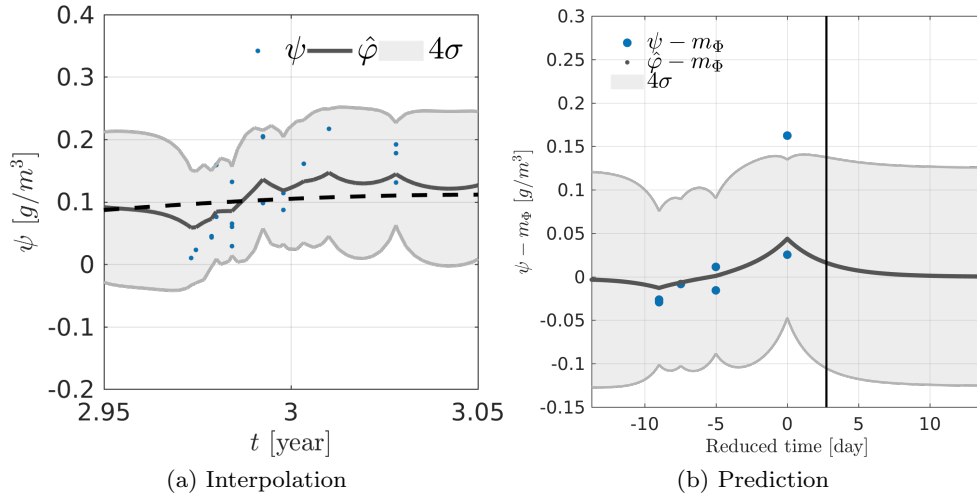 0.4
0.3
0.2
0.1
0
-0.1
-0.2
ψ [g/m³]
ψ φ̂ 4σ
2.95 3 3.05
t [year]
(a) Interpolation
0.3
0.25
0.2
0.15
0.1
0.05
0
-0.05
-0.1
-0.15
ψ − m_Φ [g/m³]
ψ − m_Φ
φ̂ − m_Φ
4σ
-10 -5 0 5 10
Reduced time [day]
(b) Prediction